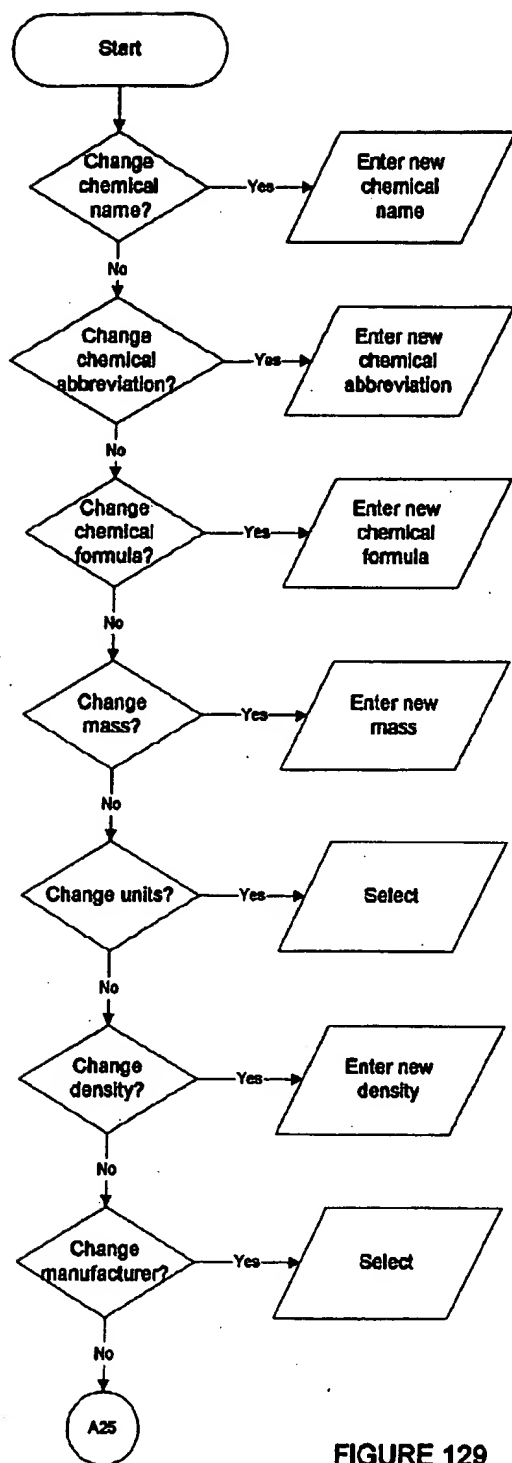 Start
Change
chemical
name?
Yes
Enter new
chemical
name
No
Change
chemical
abbreviation?
Yes
Enter new
chemical
abbreviation
No
Change
chemical
formula?
Yes
Enter new
chemical
formula
No
Change
mass?
Yes
Enter new
mass
No
Change units?
Yes
Select
No
Change
density?
Yes
Enter new
density
No
Change
manufacturer?
Yes
Select
No
A25
FIGURE 129